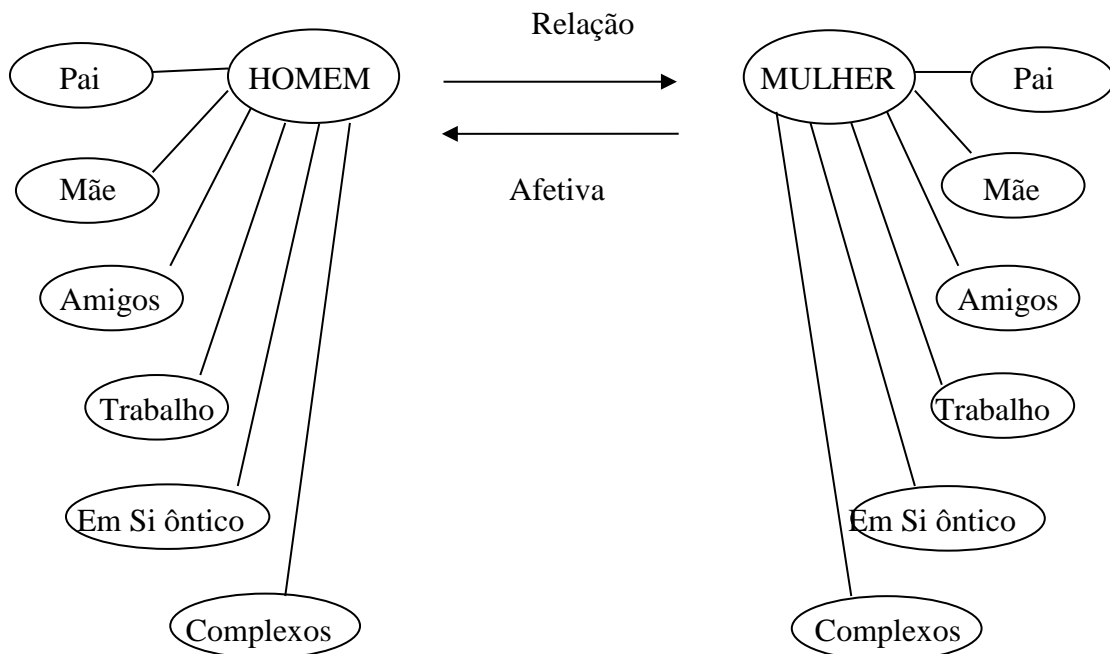 Relação
Pai
HOMEM
MULHER
Pai
Mãe
Afetiva
Mãe
Amigos
Amigos
Trabalho
Trabalho
Em Si ôntico
Em Si ôntico
Complexos
Complexos